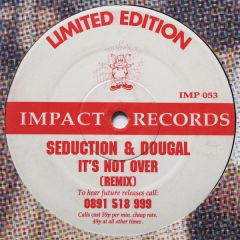 LIMITED EDITION
IMP 053
IMPACT RECORDS
SEDUCTION & DOUGAL
IT'S NOT OVER
(REMIX)
To hear future releases call:
0891 518 999
Calls cost 39p per min. cheap rate.
49p at all other times.